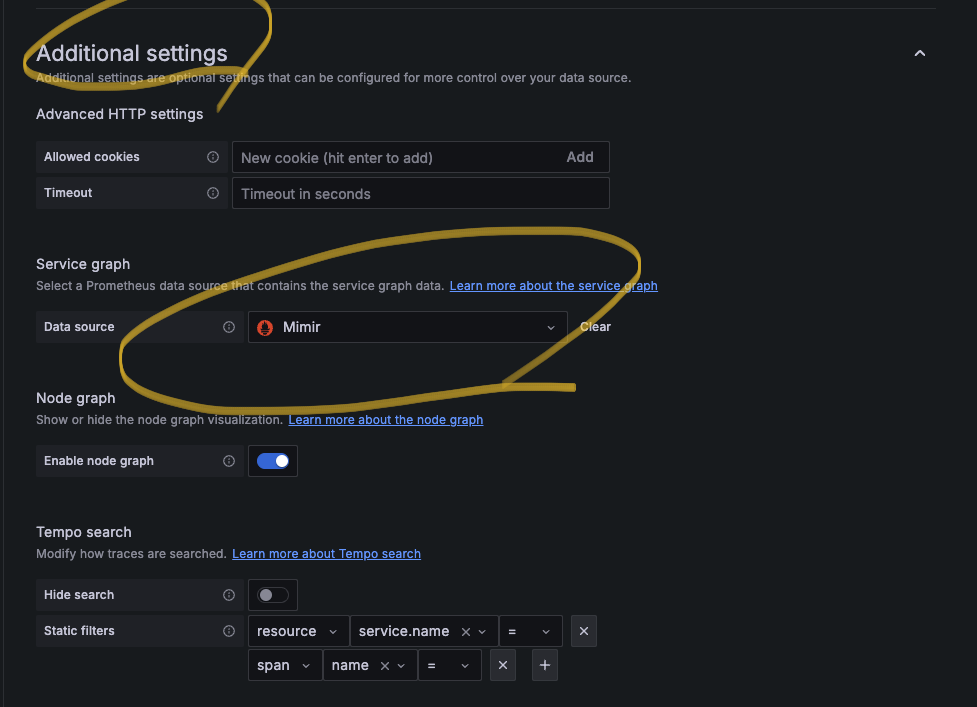 Additional settings
Additional settings are optional settings that can be configured for more control over your data source.
Advanced HTTP settings
Allowed cookies New cookie (hit enter to add) Add
Timeout Timeout in seconds
Service graph
Select a Prometheus data source that contains the service graph data. Learn more about the service graph
Data source Mimir Clear
Node graph
Show or hide the node graph visualization. Learn more about the node graph
Enable node graph
Tempo search
Modify how traces are searched. Learn more about Tempo search
Hide search
Static filters resource service.name =
span name =